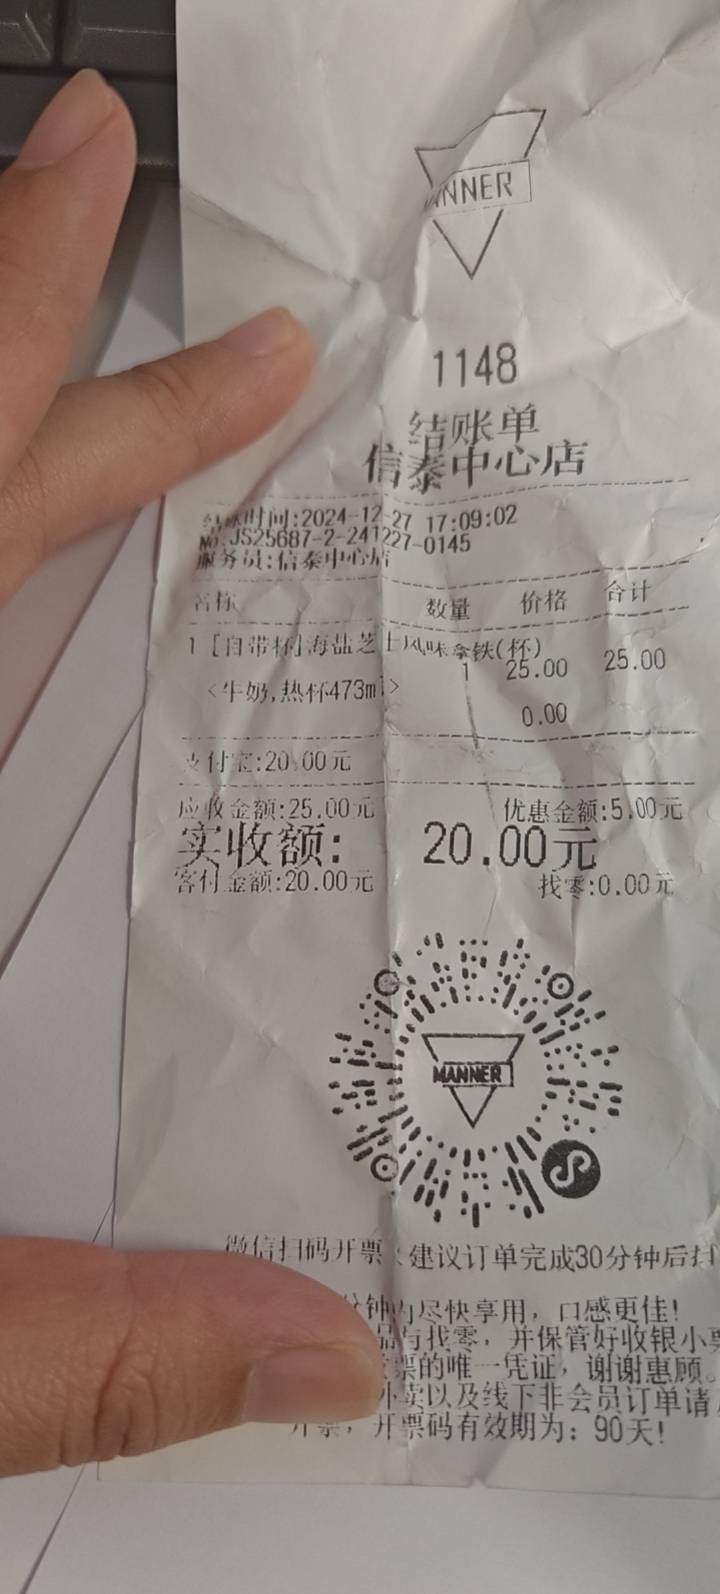 MANNER
1148
结账单
信泰中心店
结账时间:2024-12-27 17:09:02
No.JS25687-2-241227-0145
服务员:信泰中心店
名称 数量 价格 合计
1 [自带杯]海盐芝士风味拿铁(杯)
1 25.00 25.00
<牛奶,热杯473ml>
0.00
支付宝:20.00元
应收金额:25.00元 优惠金额:5.00元
实收额: 20.00元
客付金额:20.00元 找零:0.00元
MANNER
微信扫码开票 建议订单完成30分钟后扫
分钟内尽快享用，口感更佳!
品与找零，并保管好收银小票
票的唯一凭证，谢谢惠顾。
外卖以及线下非会员订单请
开票，开票码有效期为：90天!